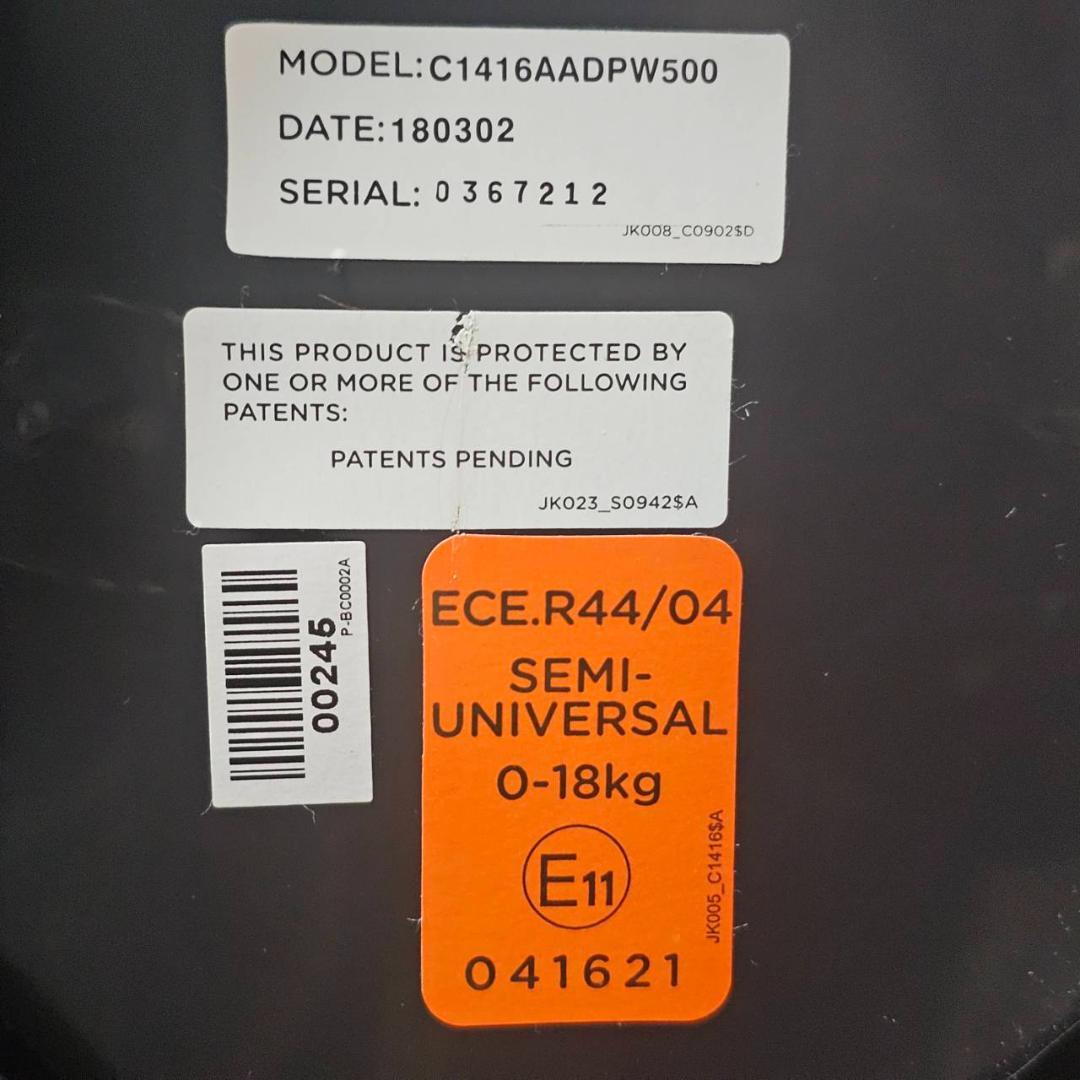 MODEL:C1416AADPW500
DATE:180302
SERIAL: 0367212
JK008_C0902$D
THIS PRODUCT IS PROTECTED BY
ONE OR MORE OF THE FOLLOWING
PATENTS:
PATENTS PENDING
JK023_S0942$A
00245
P-BC0002A
ECE.R44/04
SEMI-
UNIVERSAL
0-18kg
E11
041621
JK005_C1416$A